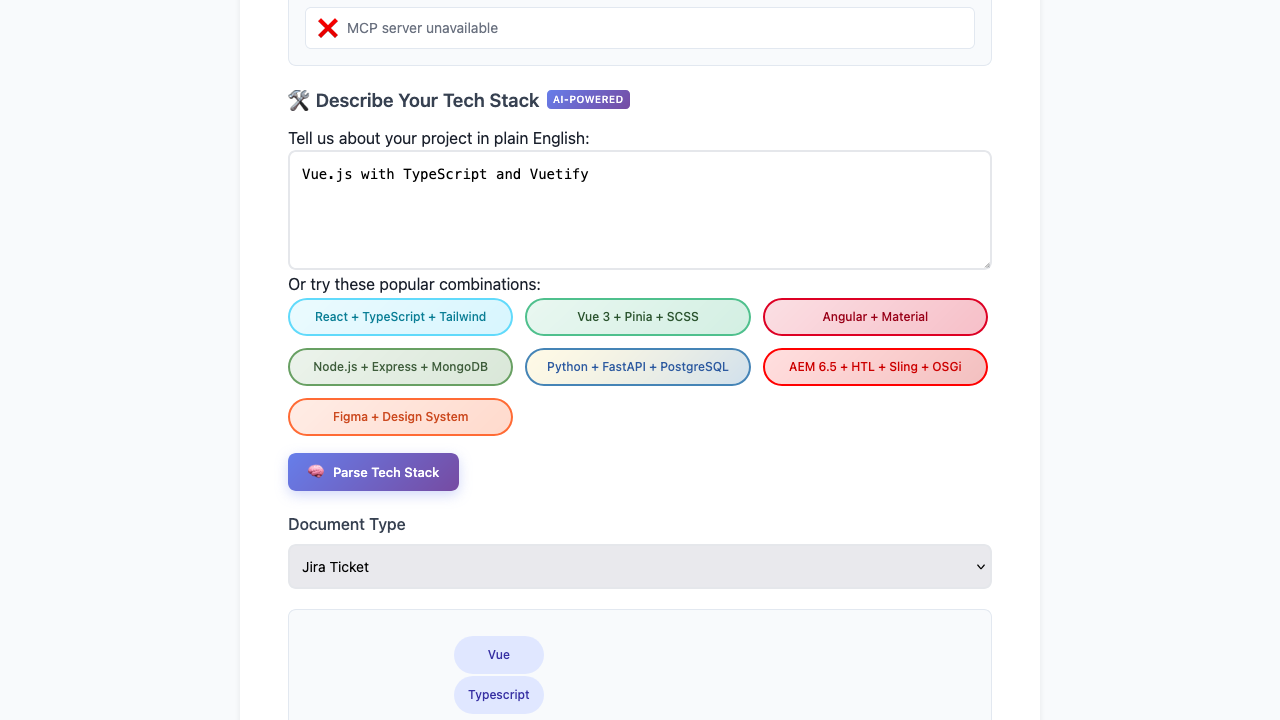 MCP server unavailable
Describe Your Tech Stack AI-POWERED
Tell us about your project in plain English:
Vue.js with TypeScript and Vuetify
Or try these popular combinations:
React + TypeScript + Tailwind
Vue 3 + Pinia + SCSS
Angular + Material
Node.js + Express + MongoDB
Python + FastAPI + PostgreSQL
AEM 6.5 + HTL + Sling + OSGi
Figma + Design System
Parse Tech Stack
Document Type
Jira Ticket
Vue
Typescript